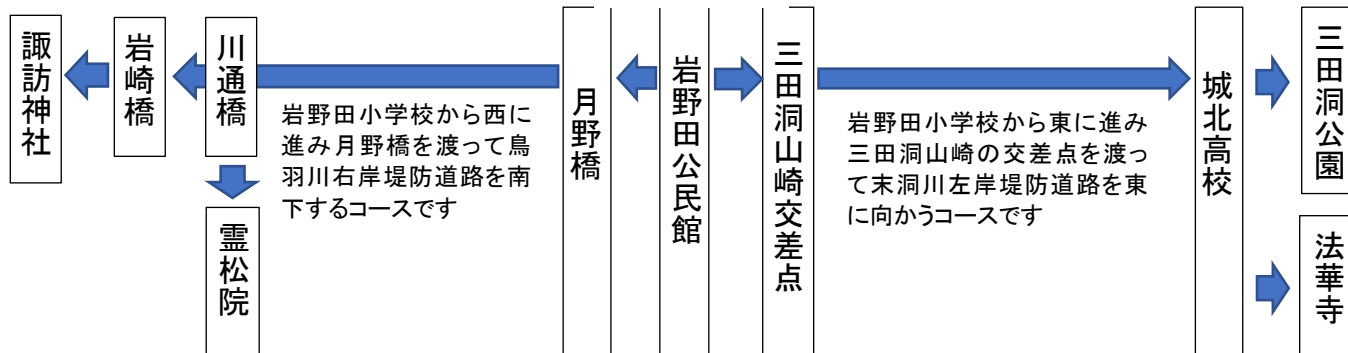 諏訪神社
岩崎橋
川通橋
霊松院
岩野田小学校から西に
進み月野橋を渡って鳥
羽川右岸堤防道路を南
下するコースです
月野橋
岩野田公民館
三田洞山崎交差点
岩野田小学校から東に進み
三田洞山崎の交差点を渡っ
て末洞川左岸堤防道路を東
に向かうコースです
城北高校
三田洞公園
法華寺